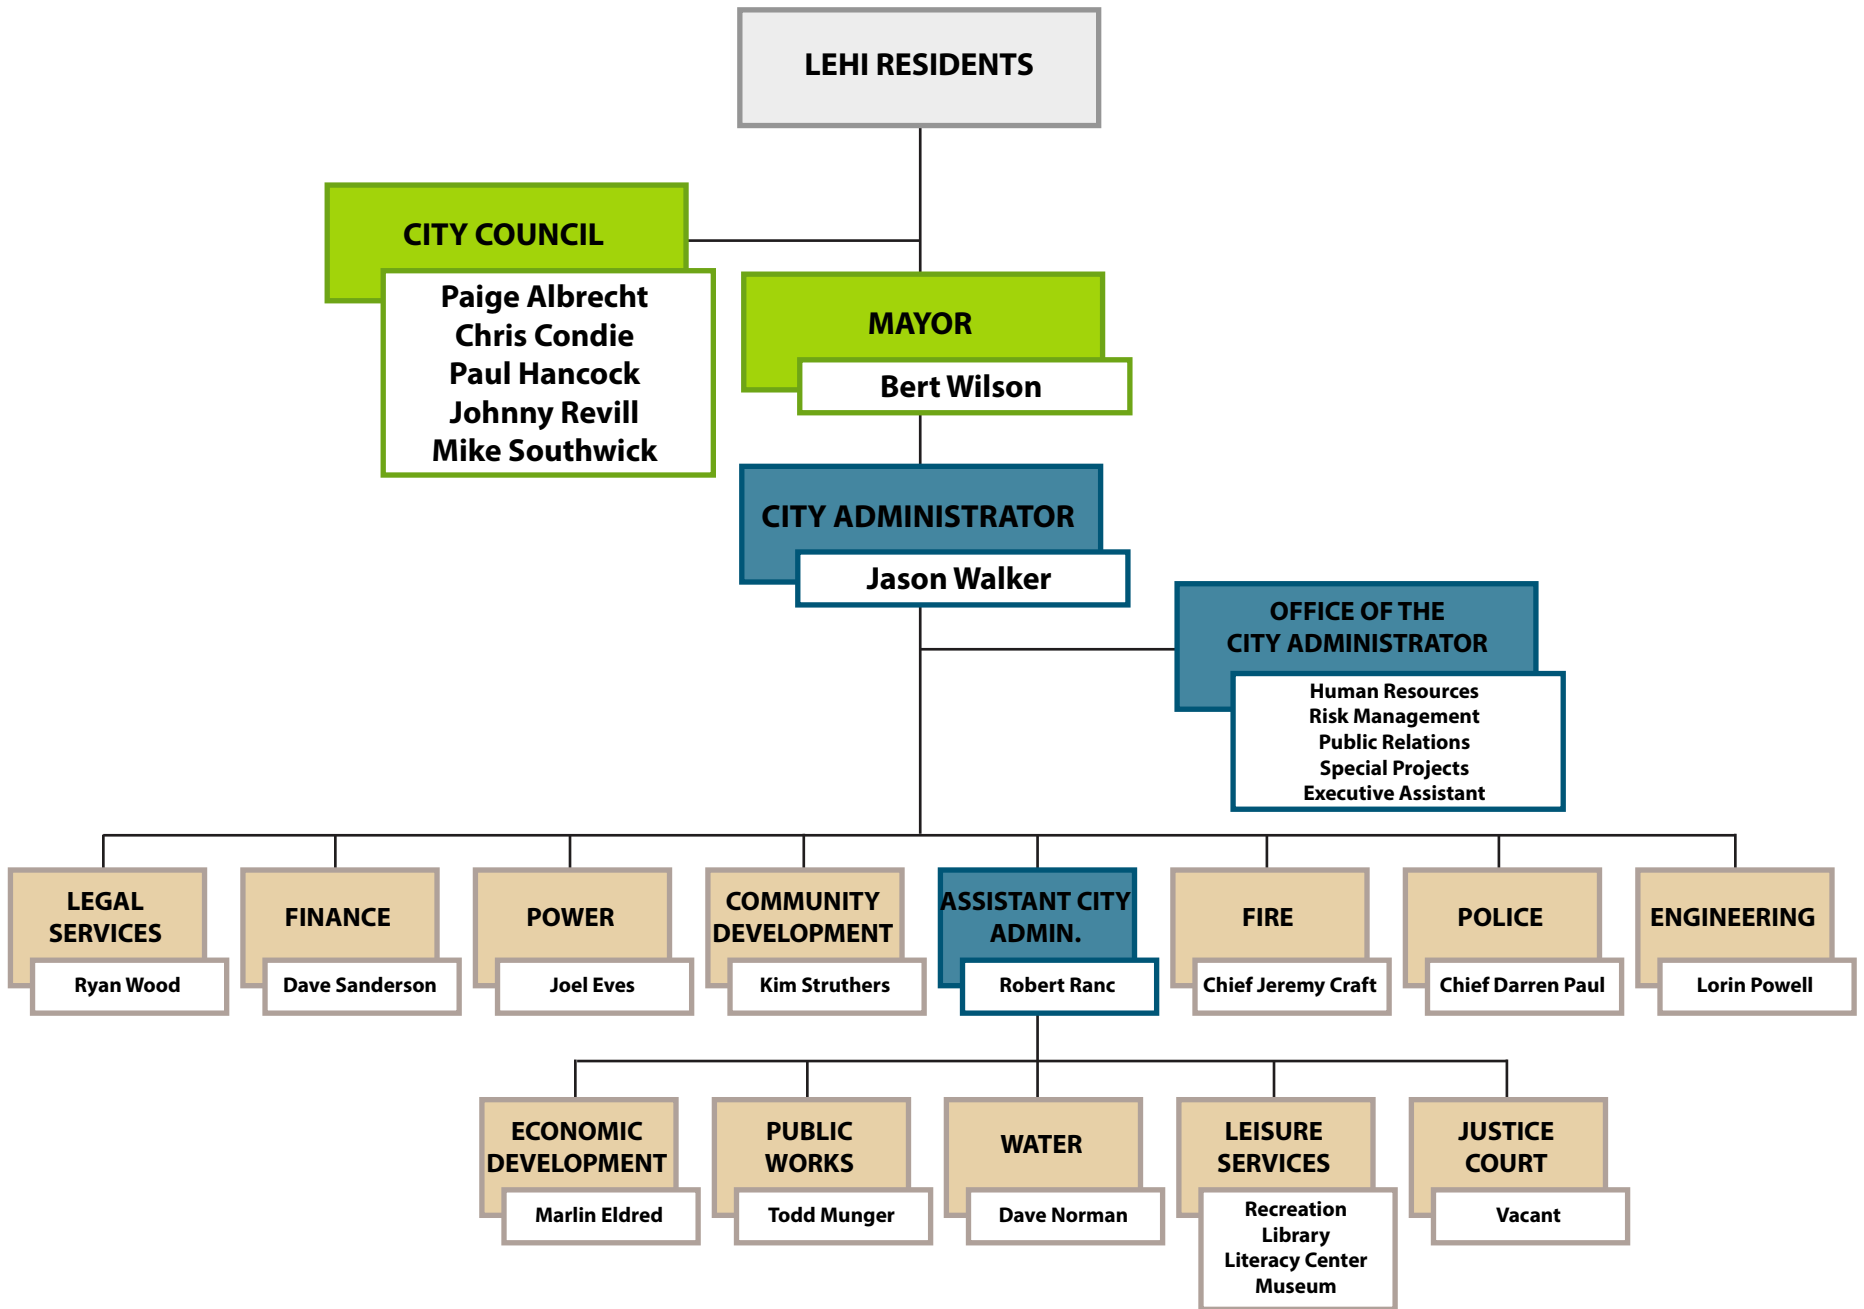 LEHI RESIDENTS
CITY COUNCIL
Paige Albrecht
Chris Condie
Paul Hancock
Johnny Revill
Mike Southwick
MAYOR
Bert Wilson
CITY ADMINISTRATOR
Jason Walker
OFFICE OF THE
CITY ADMINISTRATOR
Human Resources
Risk Management
Public Relations
Special Projects
Executive Assistant
LEGAL
SERVICES
Ryan Wood
FINANCE
Dave Sanderson
POWER
Joel Eves
COMMUNITY
DEVELOPMENT
Kim Struthers
ASSISTANT CITY
ADMIN.
Robert Ranc
FIRE
Chief Jeremy Craft
POLICE
Chief Darren Paul
ENGINEERING
Lorin Powell
ECONOMIC
DEVELOPMENT
Marlin Eldred
PUBLIC
WORKS
Todd Munger
WATER
Dave Norman
LEISURE
SERVICES
Recreation
Library
Literacy Center
Museum
JUSTICE
COURT
Vacant